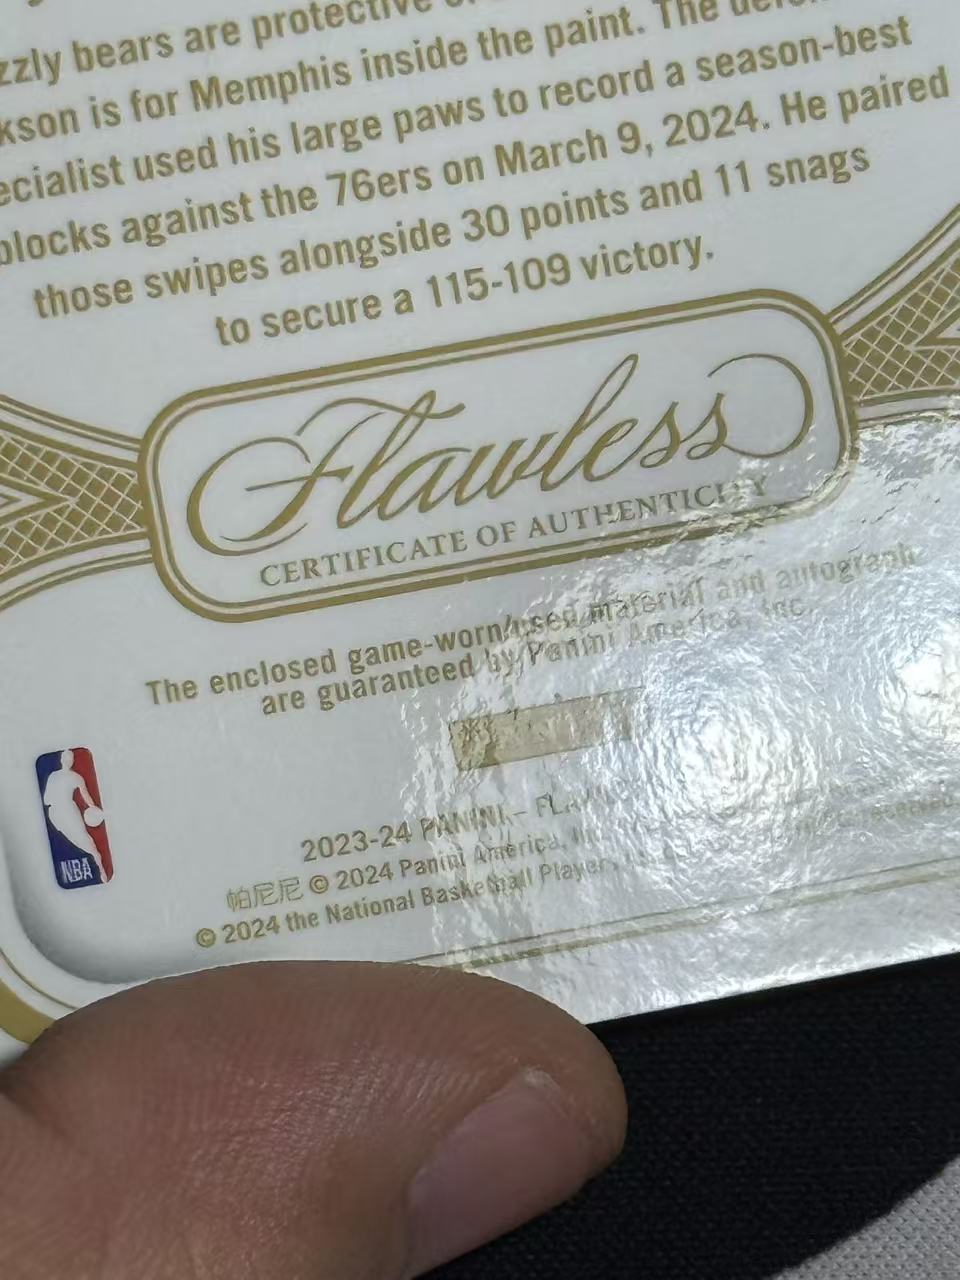 zzly bears are protective
kson is for Memphis inside the paint. The
ecialist used his large paws to record a season-best
blocks against the 76ers on March 9, 2024. He paired
those swipes alongside 30 points and 11 snags
to secure a 115-109 victory.
Flawless
CERTIFICATE OF AUTHENTICITY
The enclosed game-worn/used material and autograph
are guaranteed by Panini America, Inc.
NBA
2023-24 PANINI – FLA
帕尼尼 © 2024 Panini America,
© 2024 the National Basketball Player